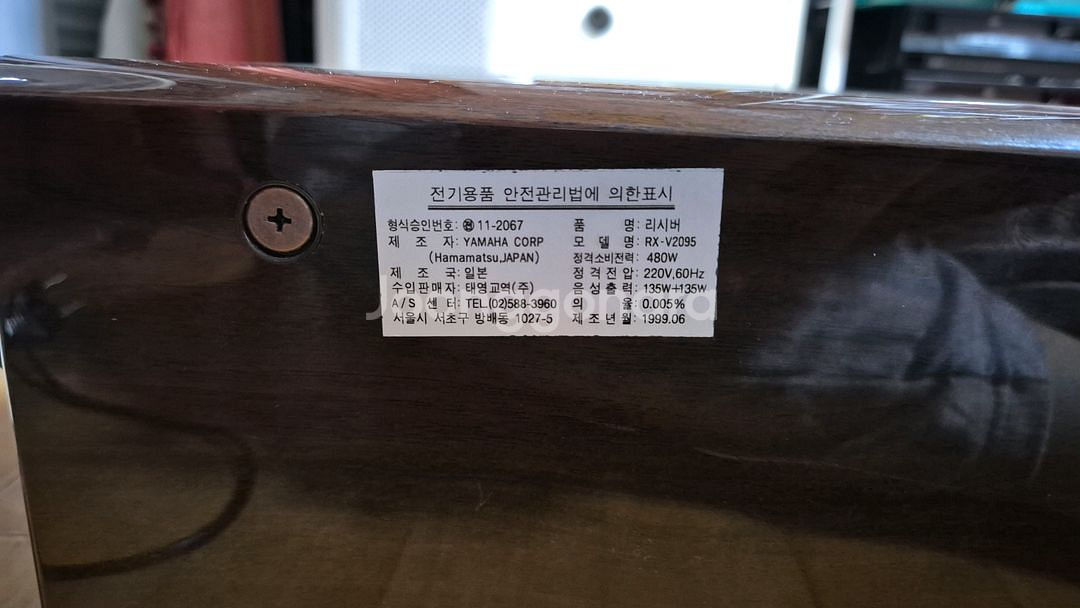 전기용품 안전관리법에 의한표시
형식승인번호: 11-2067
제 조 자: YAMAHA CORP
(Hamamatsu,JAPAN)
제 조 국: 일본
수입판매자: 태영교역(주)
A/S 센 터: TEL.(02)588-3960
서울시 서초구 방배동 1027-5
품 명: 리시버
모 델 명: RX-V2095
정격소비전력: 480W
정 격 전 압: 220V,60Hz
음 성 출 력: 135W+135W
의 율: 0.005%
제 조 년 월: 1999.06